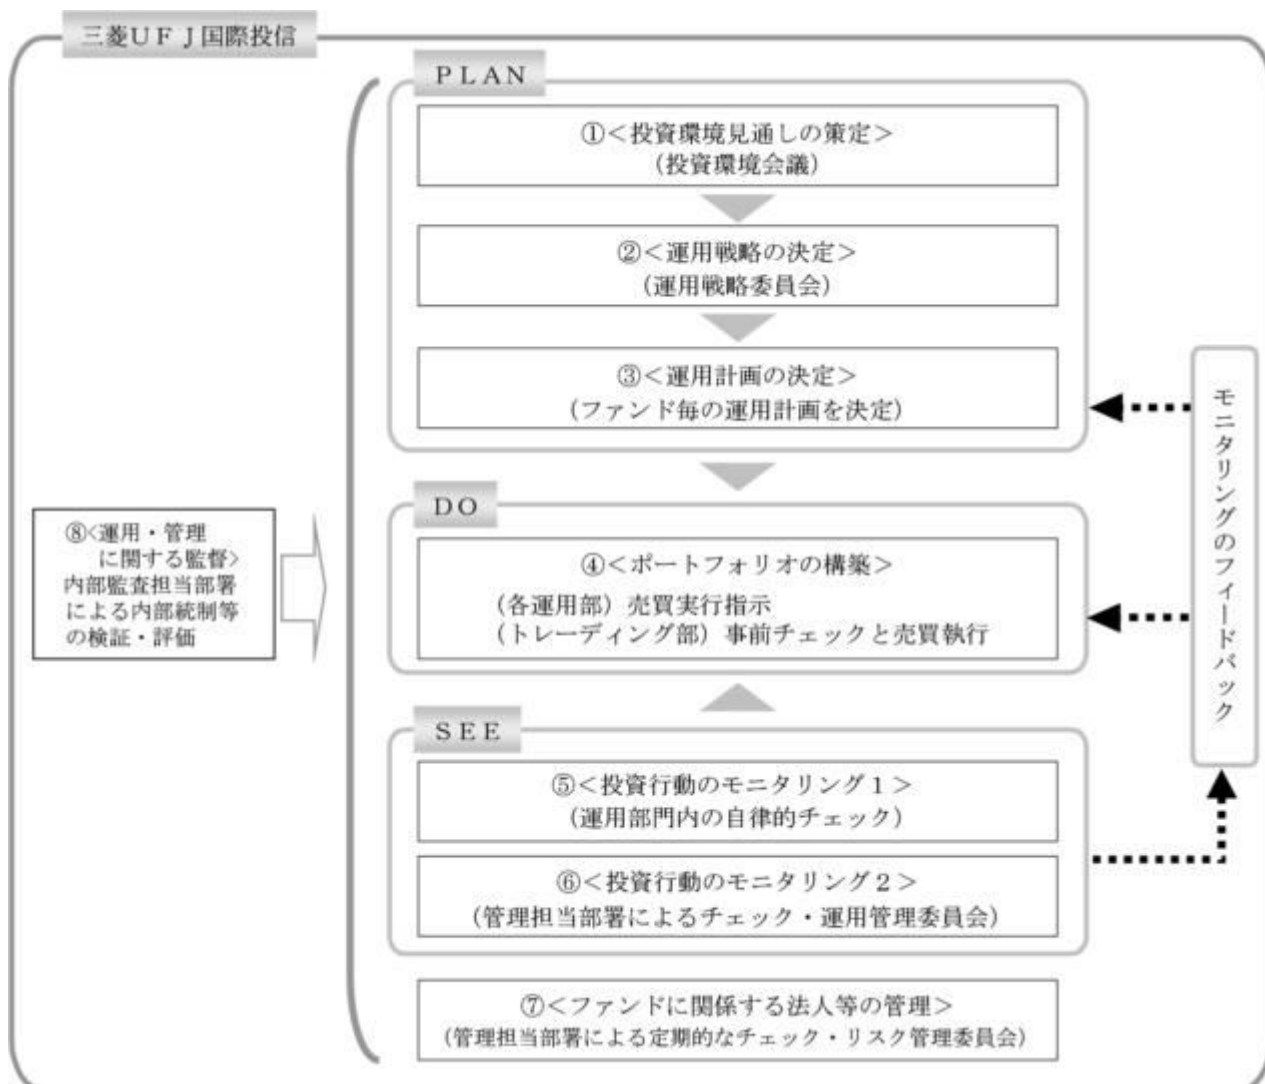 三菱ＵＦＪ国際投信
ＰＬＡＮ
①＜投資環境見通しの策定＞
（投資環境会議）
②＜運用戦略の決定＞
（運用戦略委員会）
③＜運用計画の決定＞
（ファンド毎の運用計画を決定）
ＤＯ
④＜ポートフォリオの構築＞
（各運用部）売買実行指示
（トレーディング部）事前チェックと売買執行
ＳＥＥ
⑤＜投資行動のモニタリング１＞
（運用部門内の自律的チェック）
⑥＜投資行動のモニタリング２＞
（管理担当部署によるチェック・運用管理委員会）
⑦＜ファンドに関係する法人等の管理＞
（管理担当部署による定期的なチェック・リスク管理委員会）
⑧<運用・管理
に関する監督>
内部監査担当部署
による内部統制等
の検証・評価
モニタリングのフィードバック